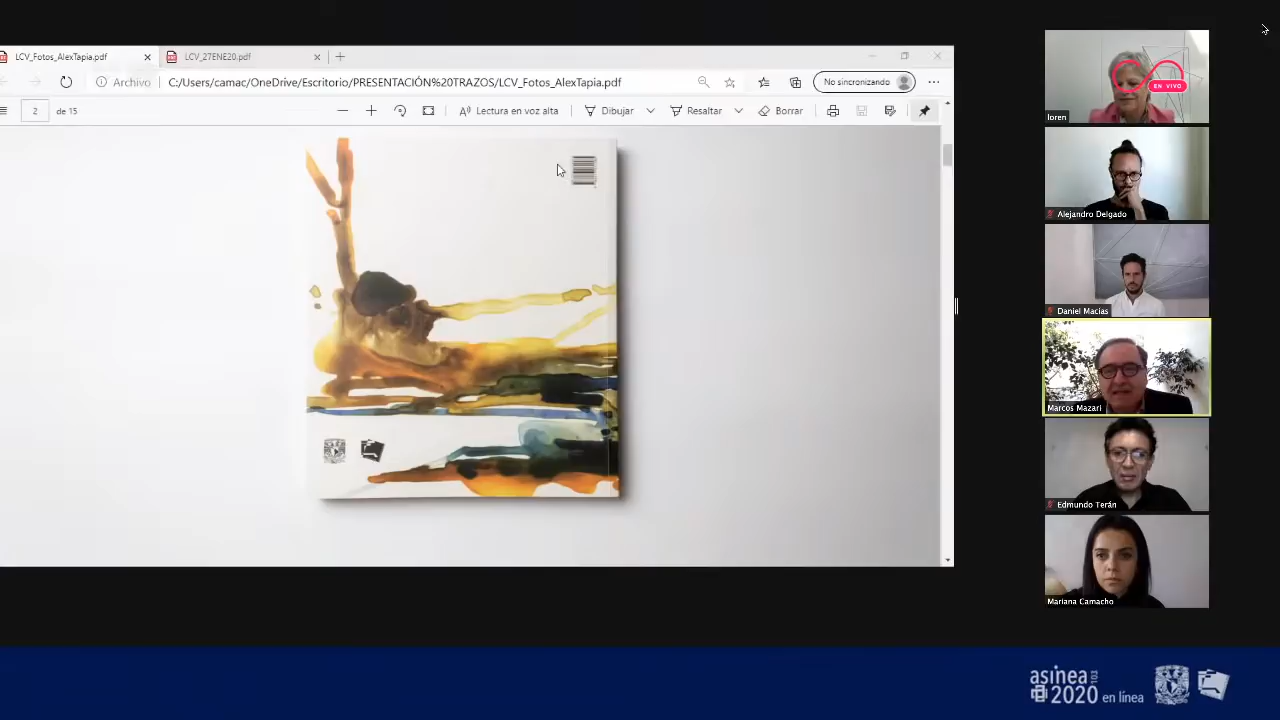 LCV_Fotos_AlexTapia.pdf
LCV_27ENE20.pdf
Archivo
C:/Users/camac/OneDrive/Escritorio/PRESENTACIÓN%20TRAZOS/LCV_Fotos_AlexTapia.pdf
No sincronizando
2
de 15
Lectura en voz alta
Dibujar
Resaltar
Borrar
EN VIVO
loren
Alejandro Delgado
Daniel Macías
Marcos Mazari
Edmundo Terán
Mariana Camacho
asinea 103
2020 en línea